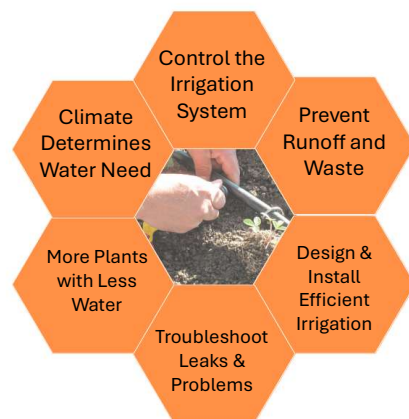 Control the
Irrigation
System
Prevent
Runoff and
Waste
Design &
Install
Efficient
Irrigation
Troubleshoot
Leaks &
Problems
More Plants
with Less
Water
Climate
Determines
Water Need